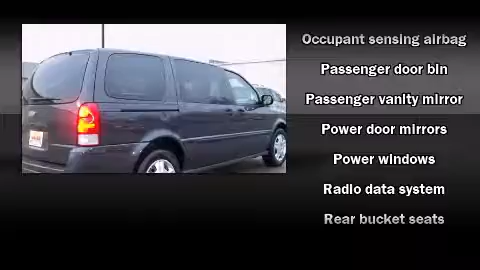 Occupant sensing airbag
Passenger door bin
Passenger vanity mirror
Power door mirrors
Power windows
Radio data system
Rear bucket seats